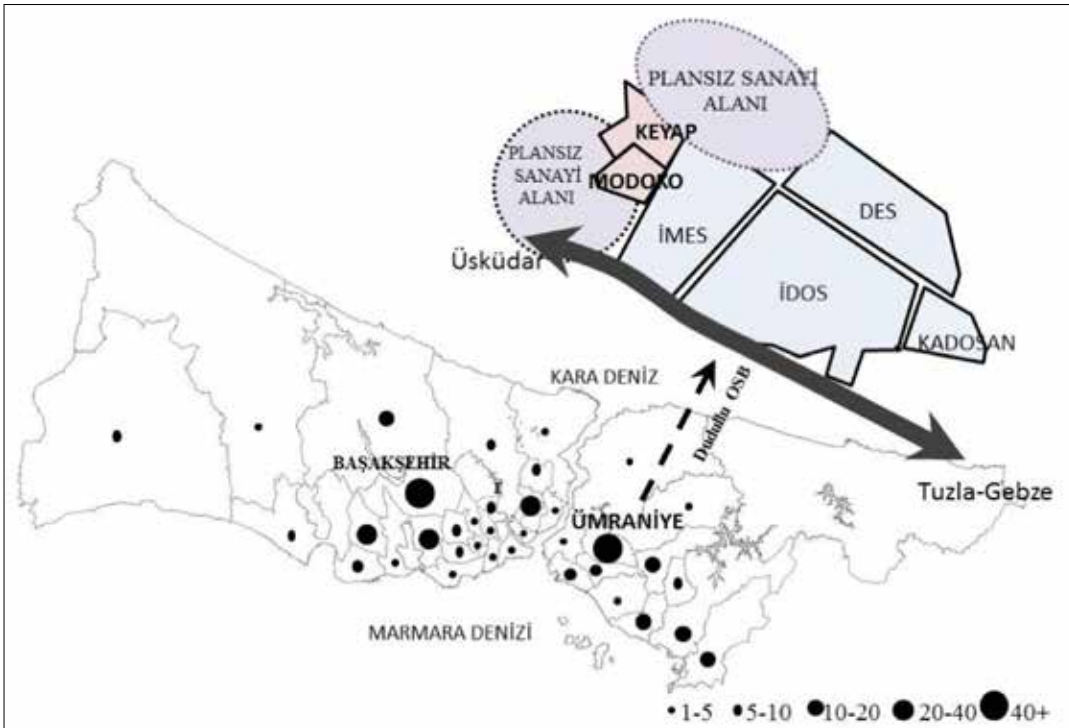 PLANSIZ SANAYİ
ALANI
KEYAP
PLANSIZ
SANAYİ
ALANI
MODOKO
DES
İMES
Üsküdar
İDOS
KADOSAN
KARA DENİZ
Dudullu OSB
BAŞAKŞEHİR
Tuzla-Gebze
ÜMRANİYE
MARMARA DENİZİ
1-5 5-10 10-20 20-40 40+